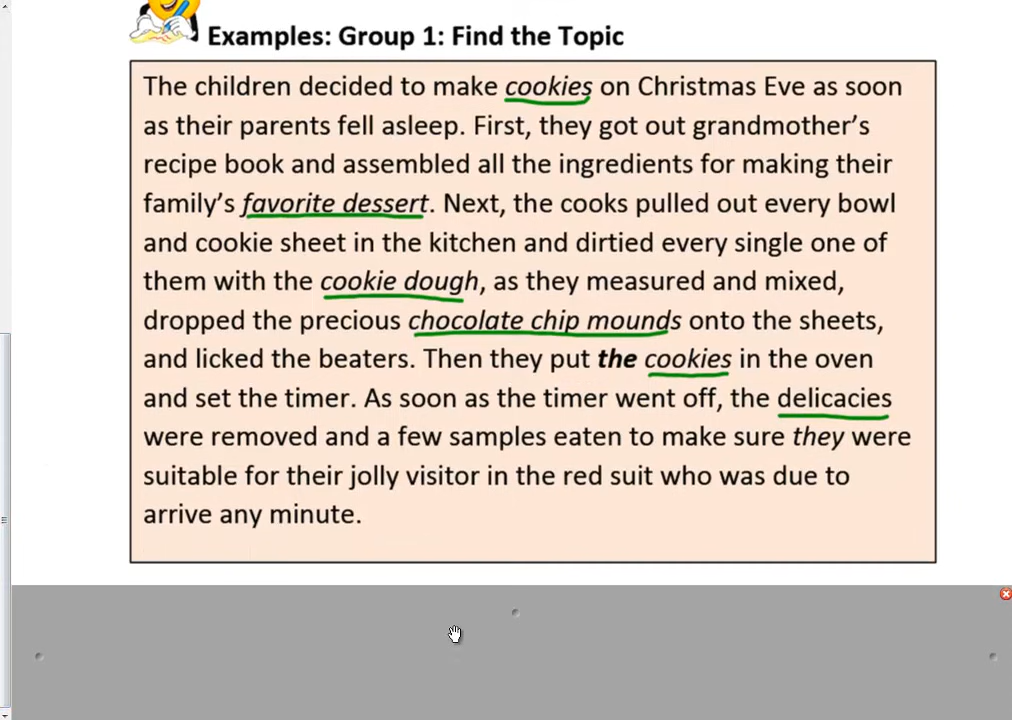 Examples: Group 1: Find the Topic
The children decided to make cookies on Christmas Eve as soon
as their parents fell asleep. First, they got out grandmother’s
recipe book and assembled all the ingredients for making their
family’s favorite dessert. Next, the cooks pulled out every bowl
and cookie sheet in the kitchen and dirtied every single one of
them with the cookie dough, as they measured and mixed,
dropped the precious chocolate chip mounds onto the sheets,
and licked the beaters. Then they put the cookies in the oven
and set the timer. As soon as the timer went off, the delicacies
were removed and a few samples eaten to make sure they were
suitable for their jolly visitor in the red suit who was due to
arrive any minute.